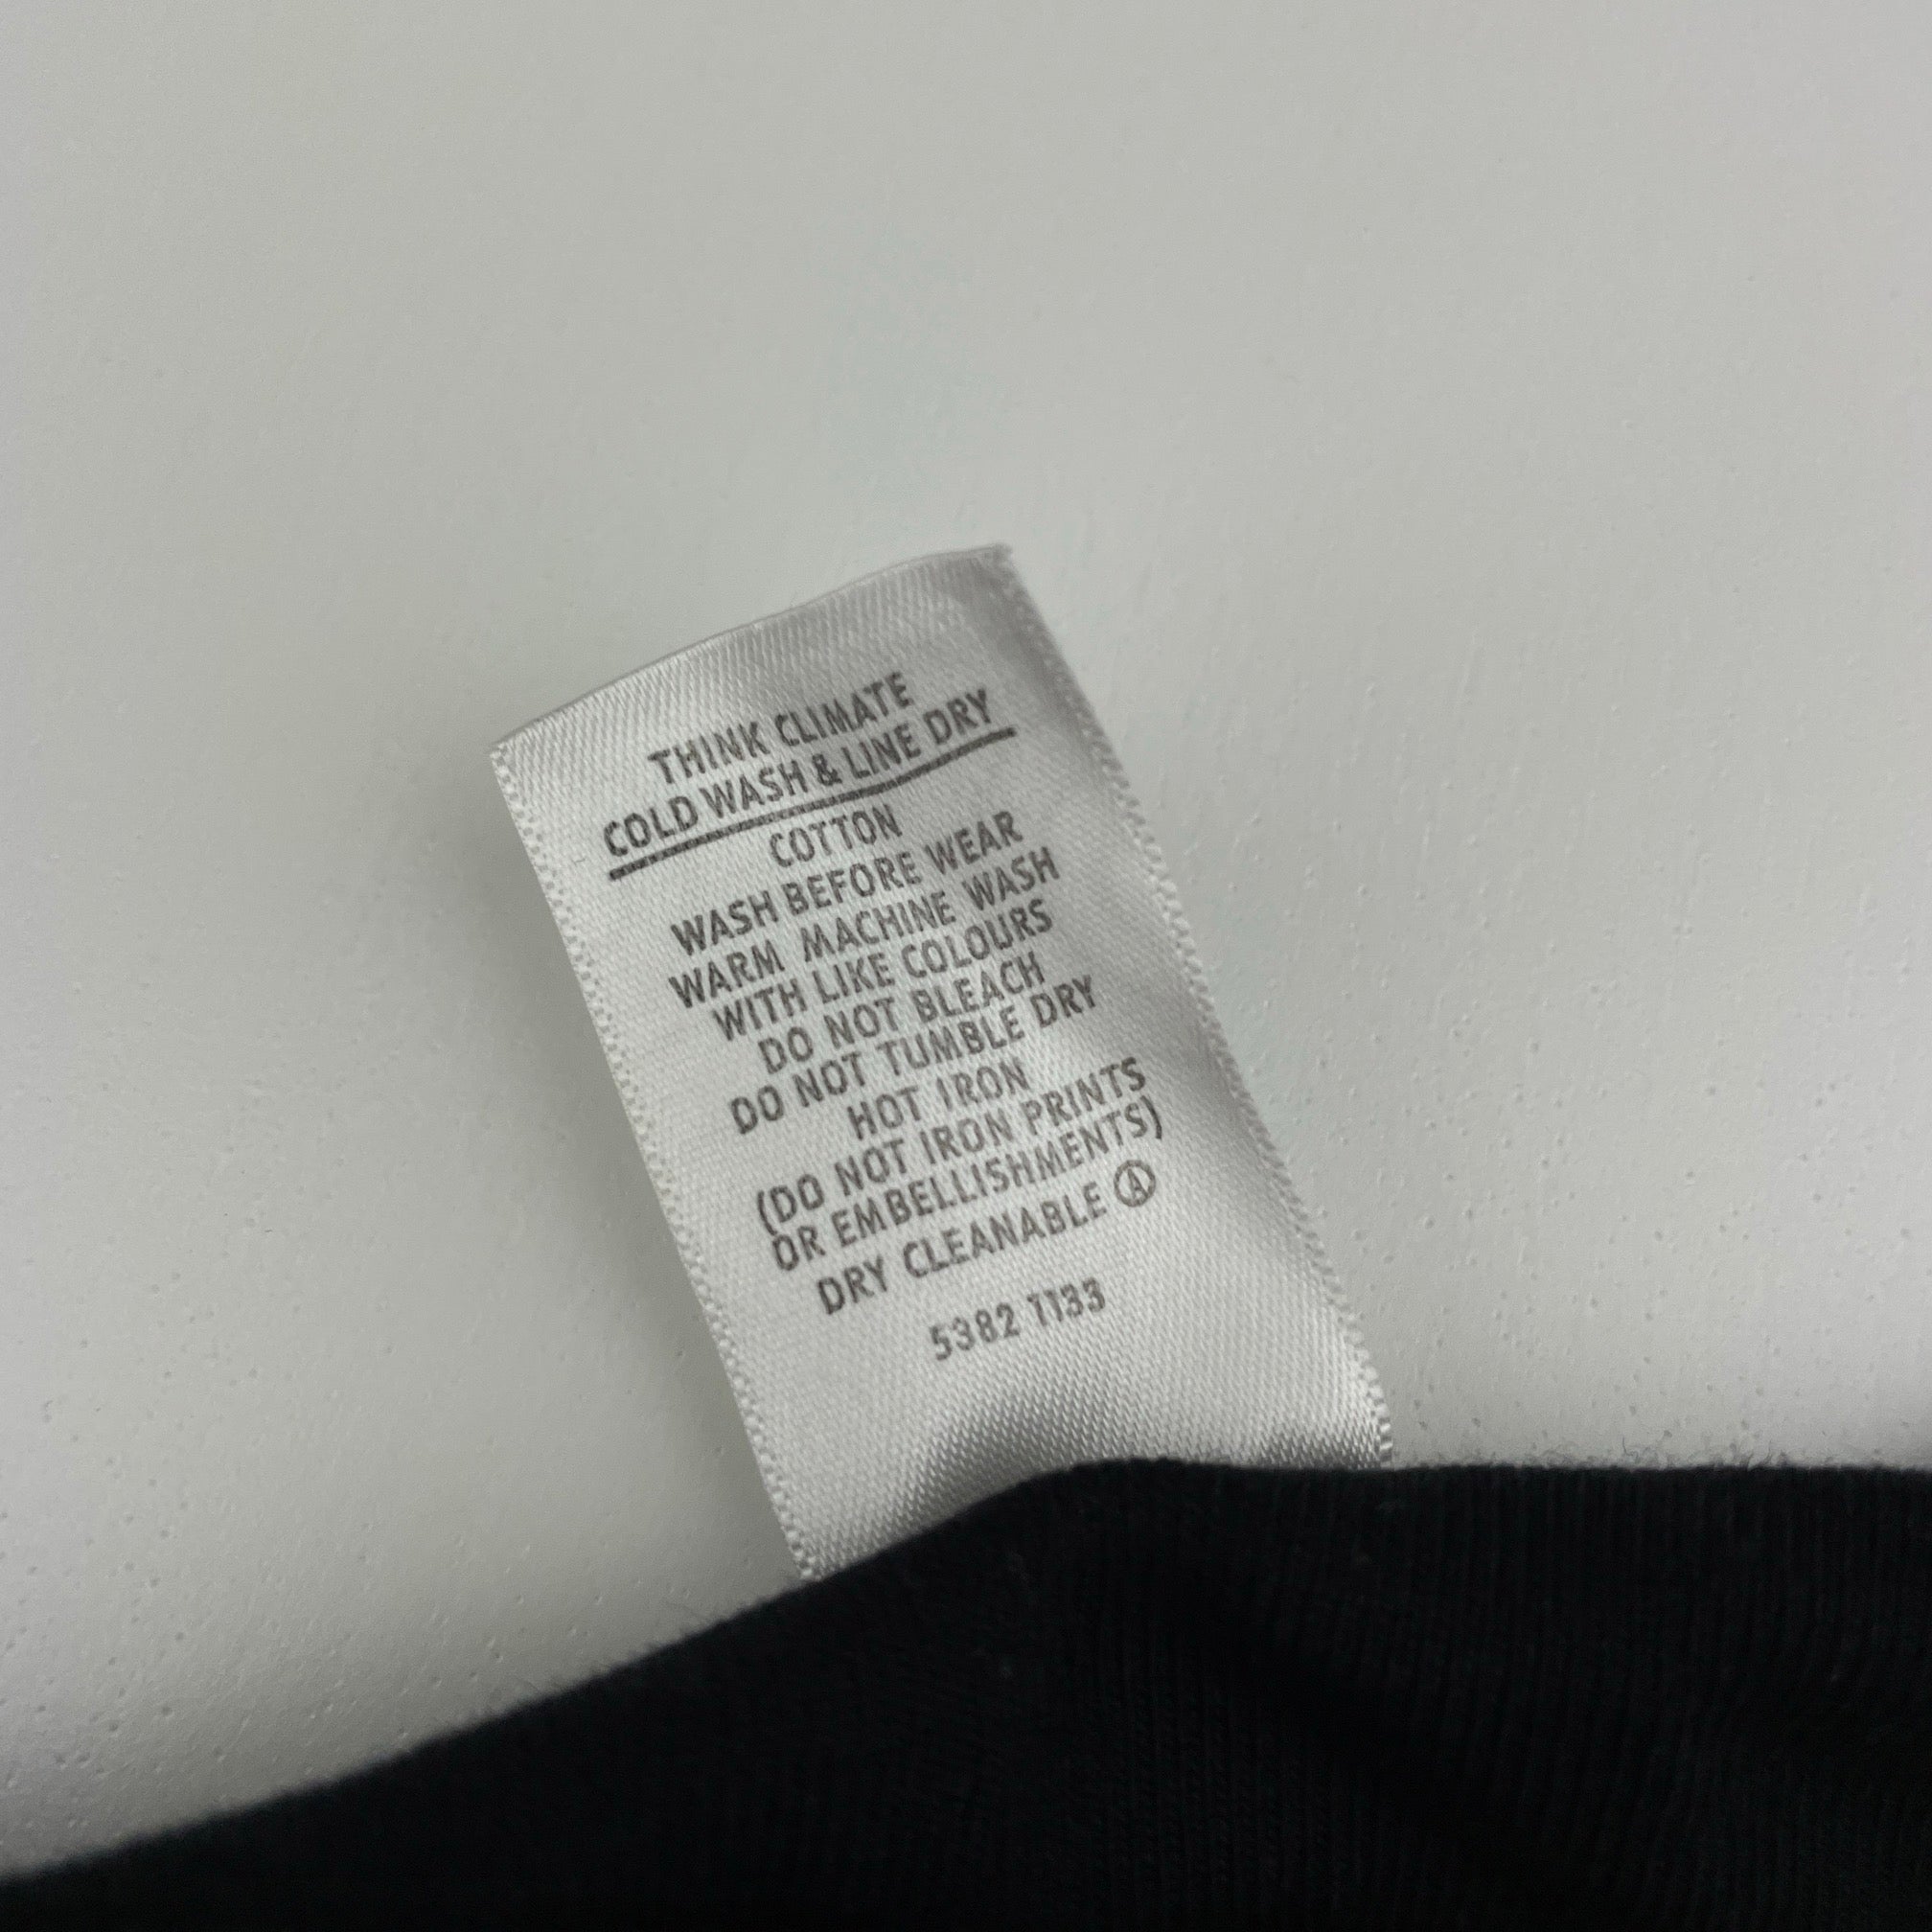 THINK CLIMATE
COLD WASH & LINE DRY
COTTON
WASH BEFORE WEAR
WARM MACHINE WASH
WITH LIKE COLOURS
DO NOT BLEACH
DO NOT TUMBLE DRY
HOT IRON
(DO NOT IRON PRINTS
OR EMBELLISHMENTS)
DRY CLEANABLE Ⓐ
5382 1133